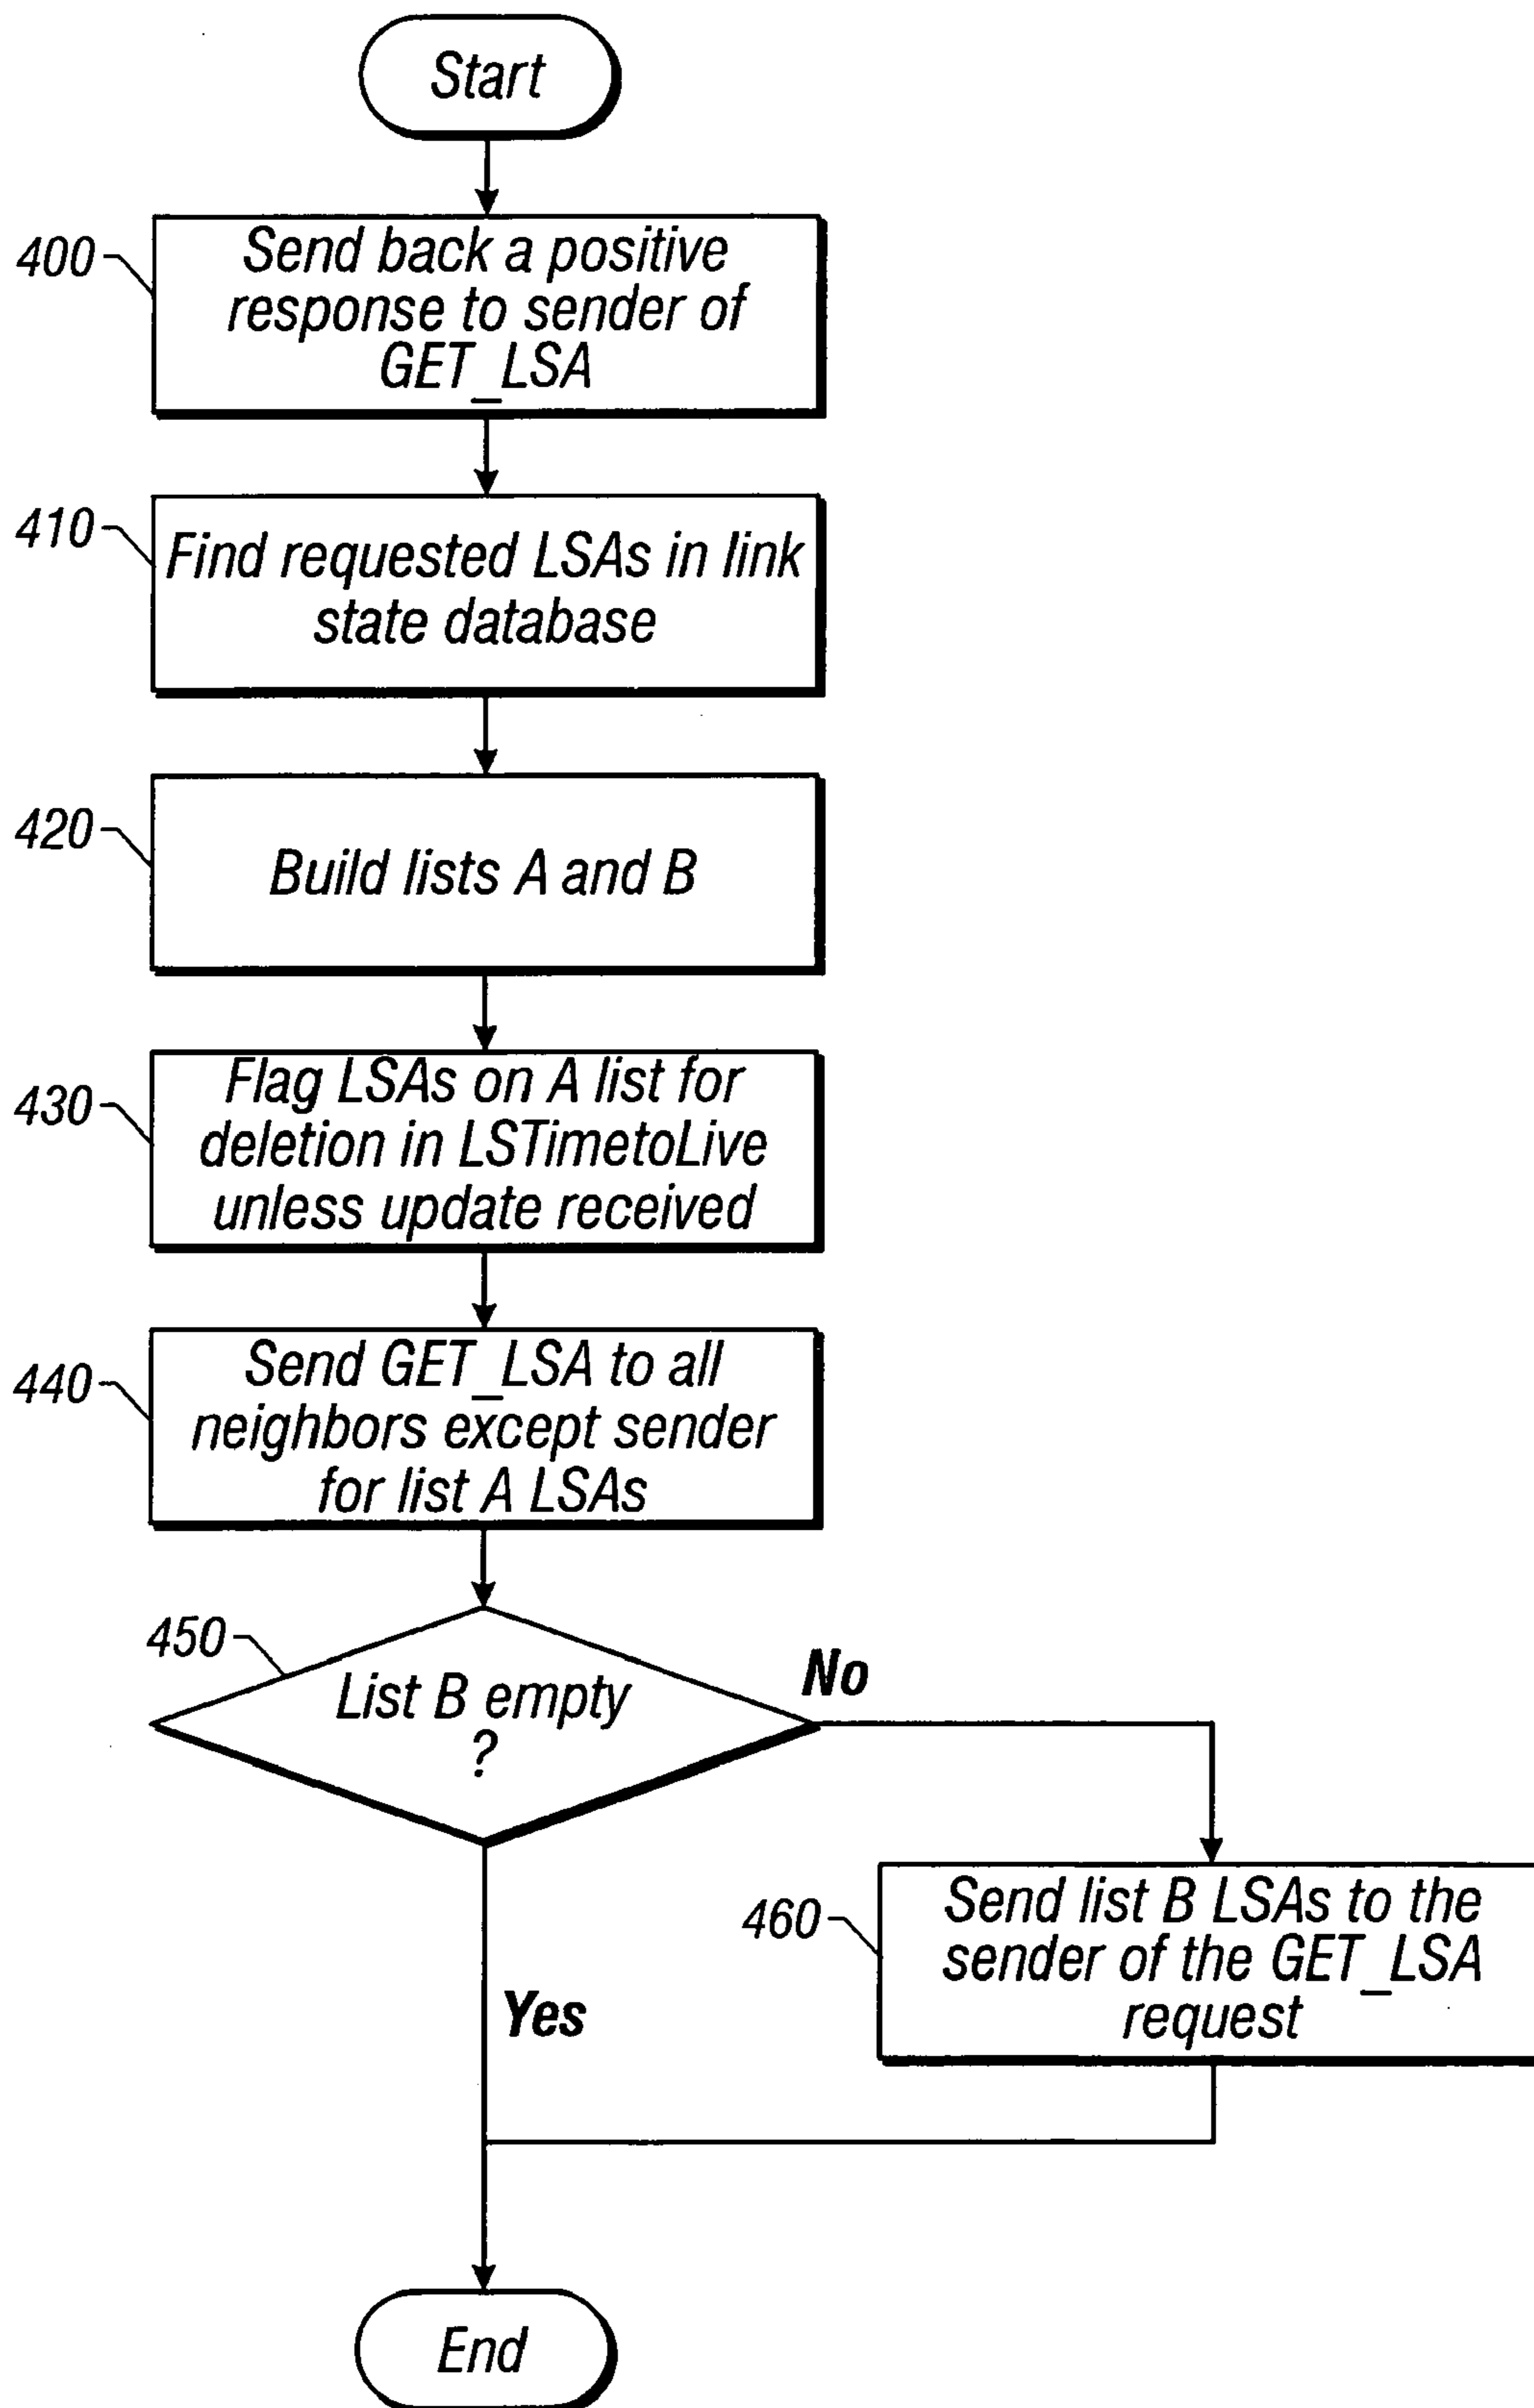 Start
400
Send back a positive
response to sender of
GET_LSA
410
Find requested LSAs in link
state database
420
Build lists A and B
430
Flag LSAs on A list for
deletion in LSTimetoLive
unless update received
440
Send GET_LSA to all
neighbors except sender
for list A LSAs
450
List B empty
?
No
460
Send list B LSAs to the
sender of the GET_LSA
request
Yes
End